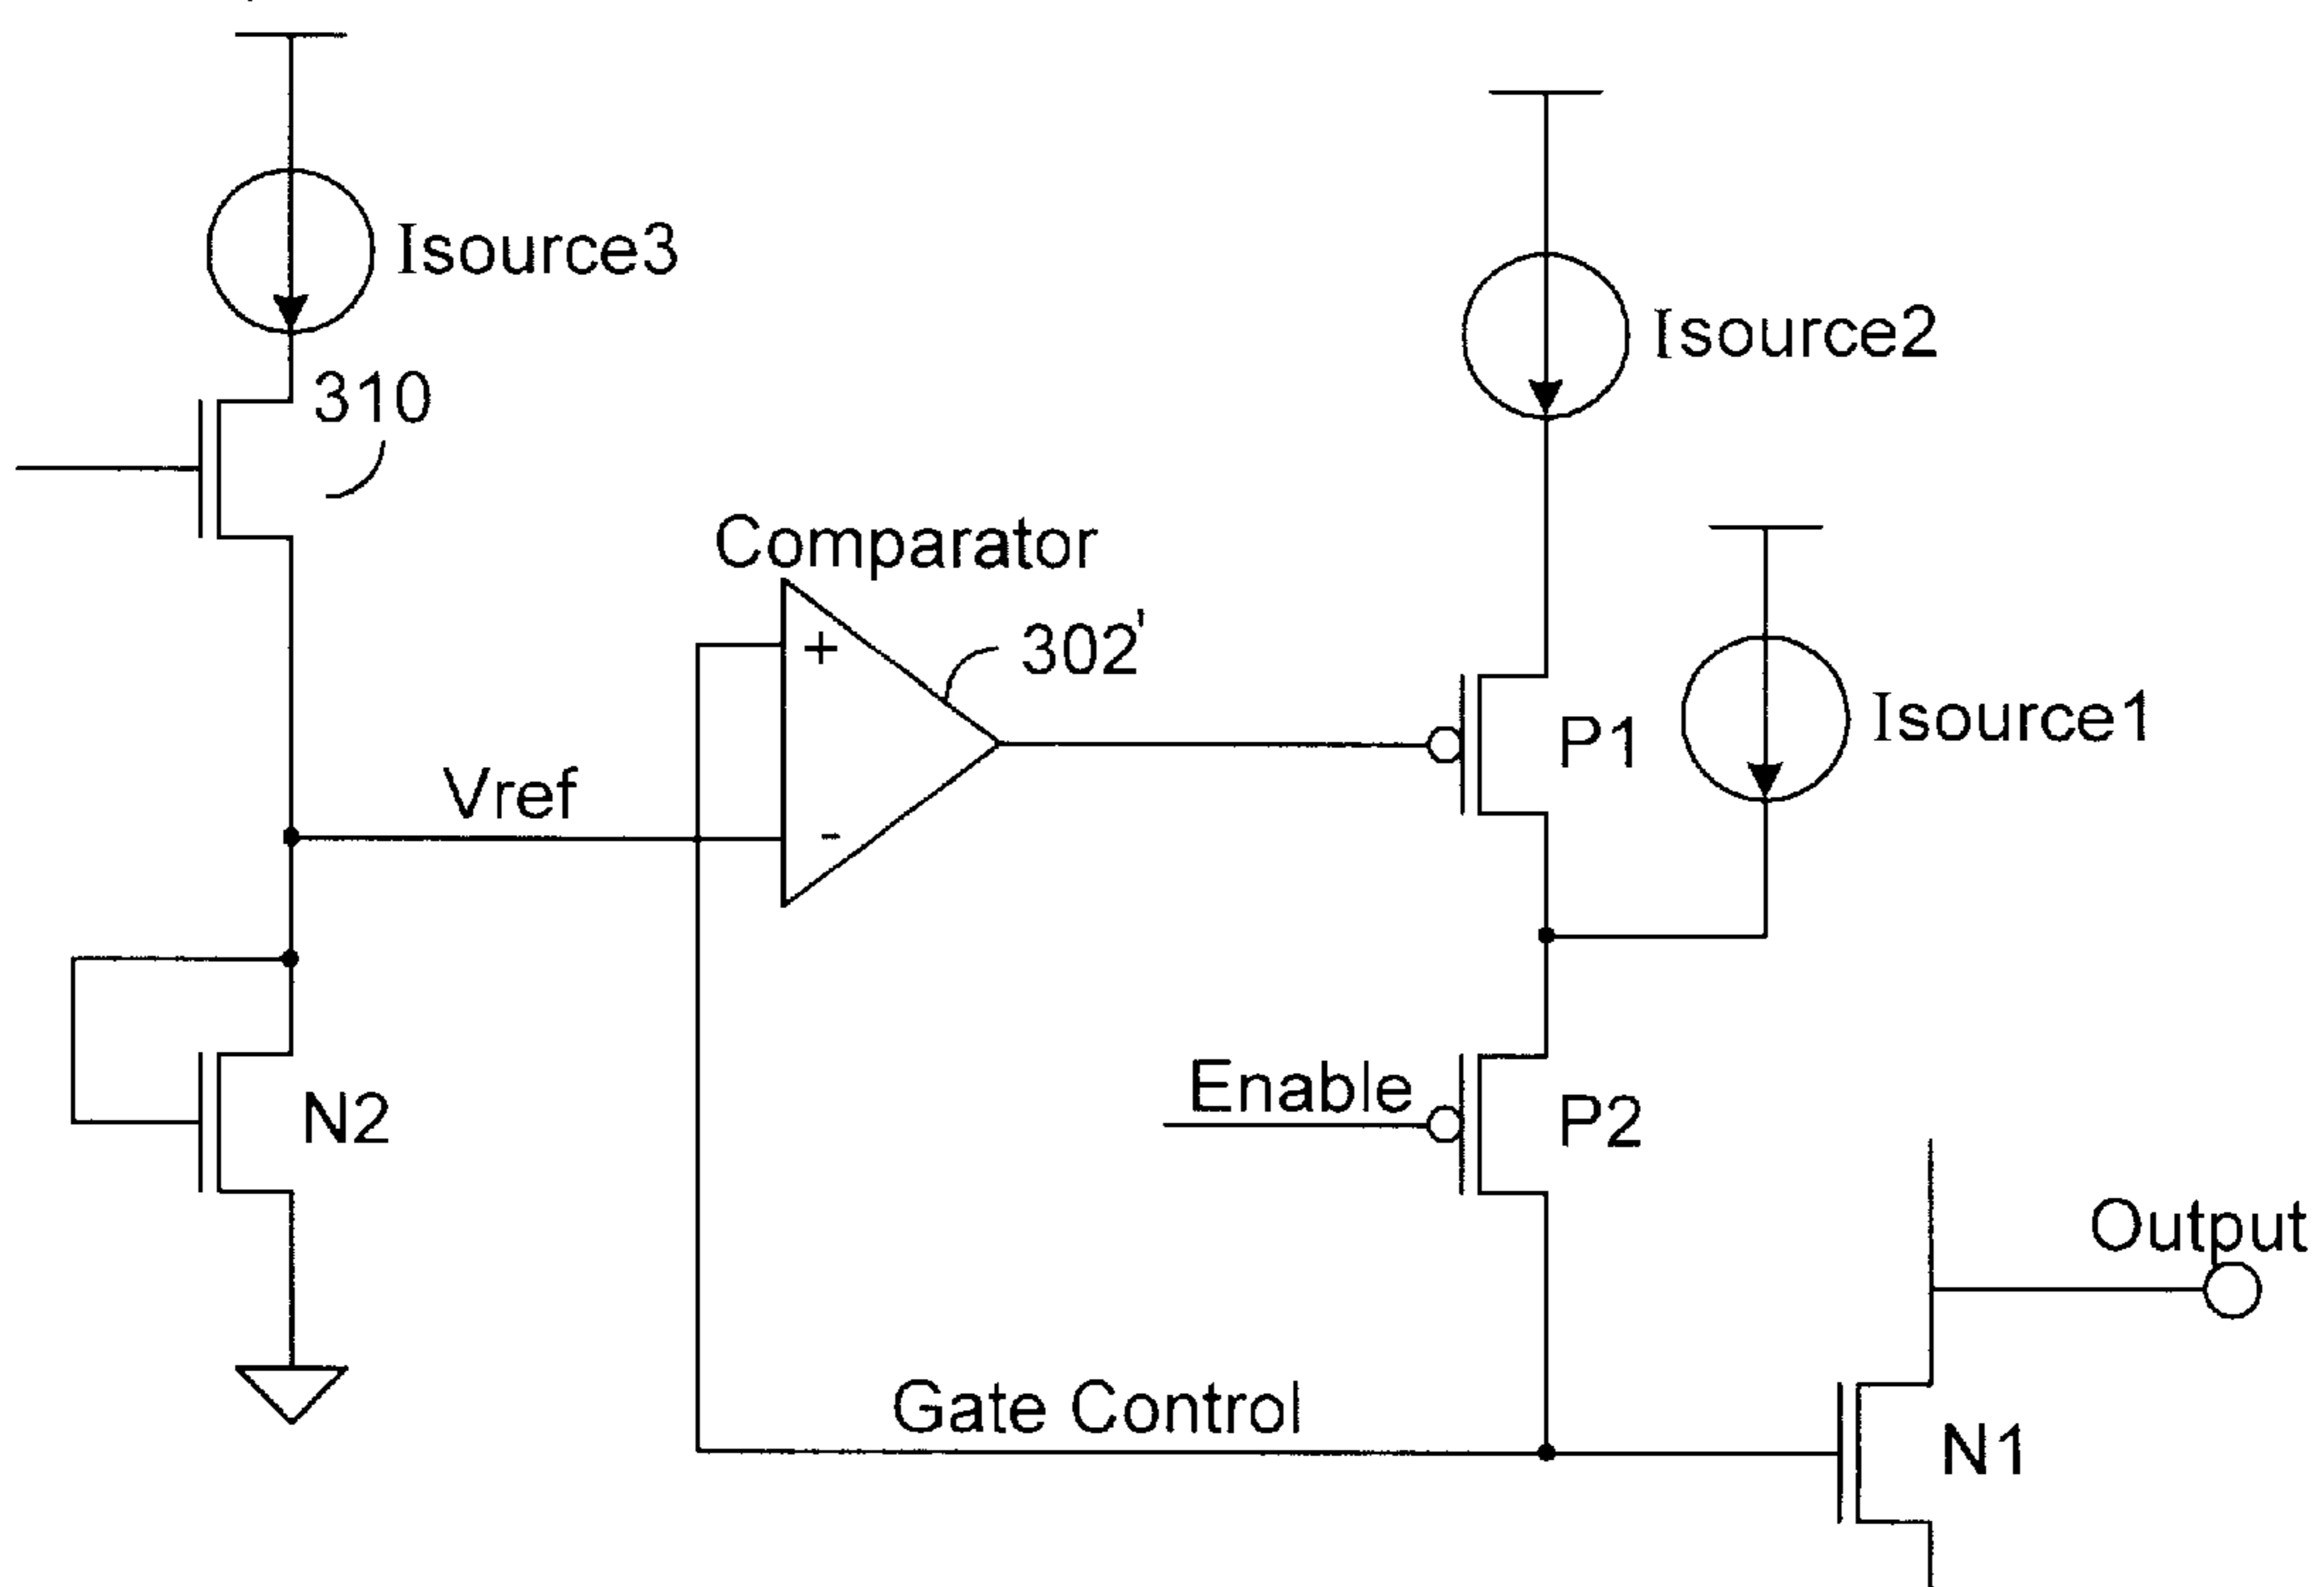 Isource3
Isource2
310
Comparator
+
302'
Isource1
P1
Vref
-
Enable
N2
P2
Output
Gate Control
N1